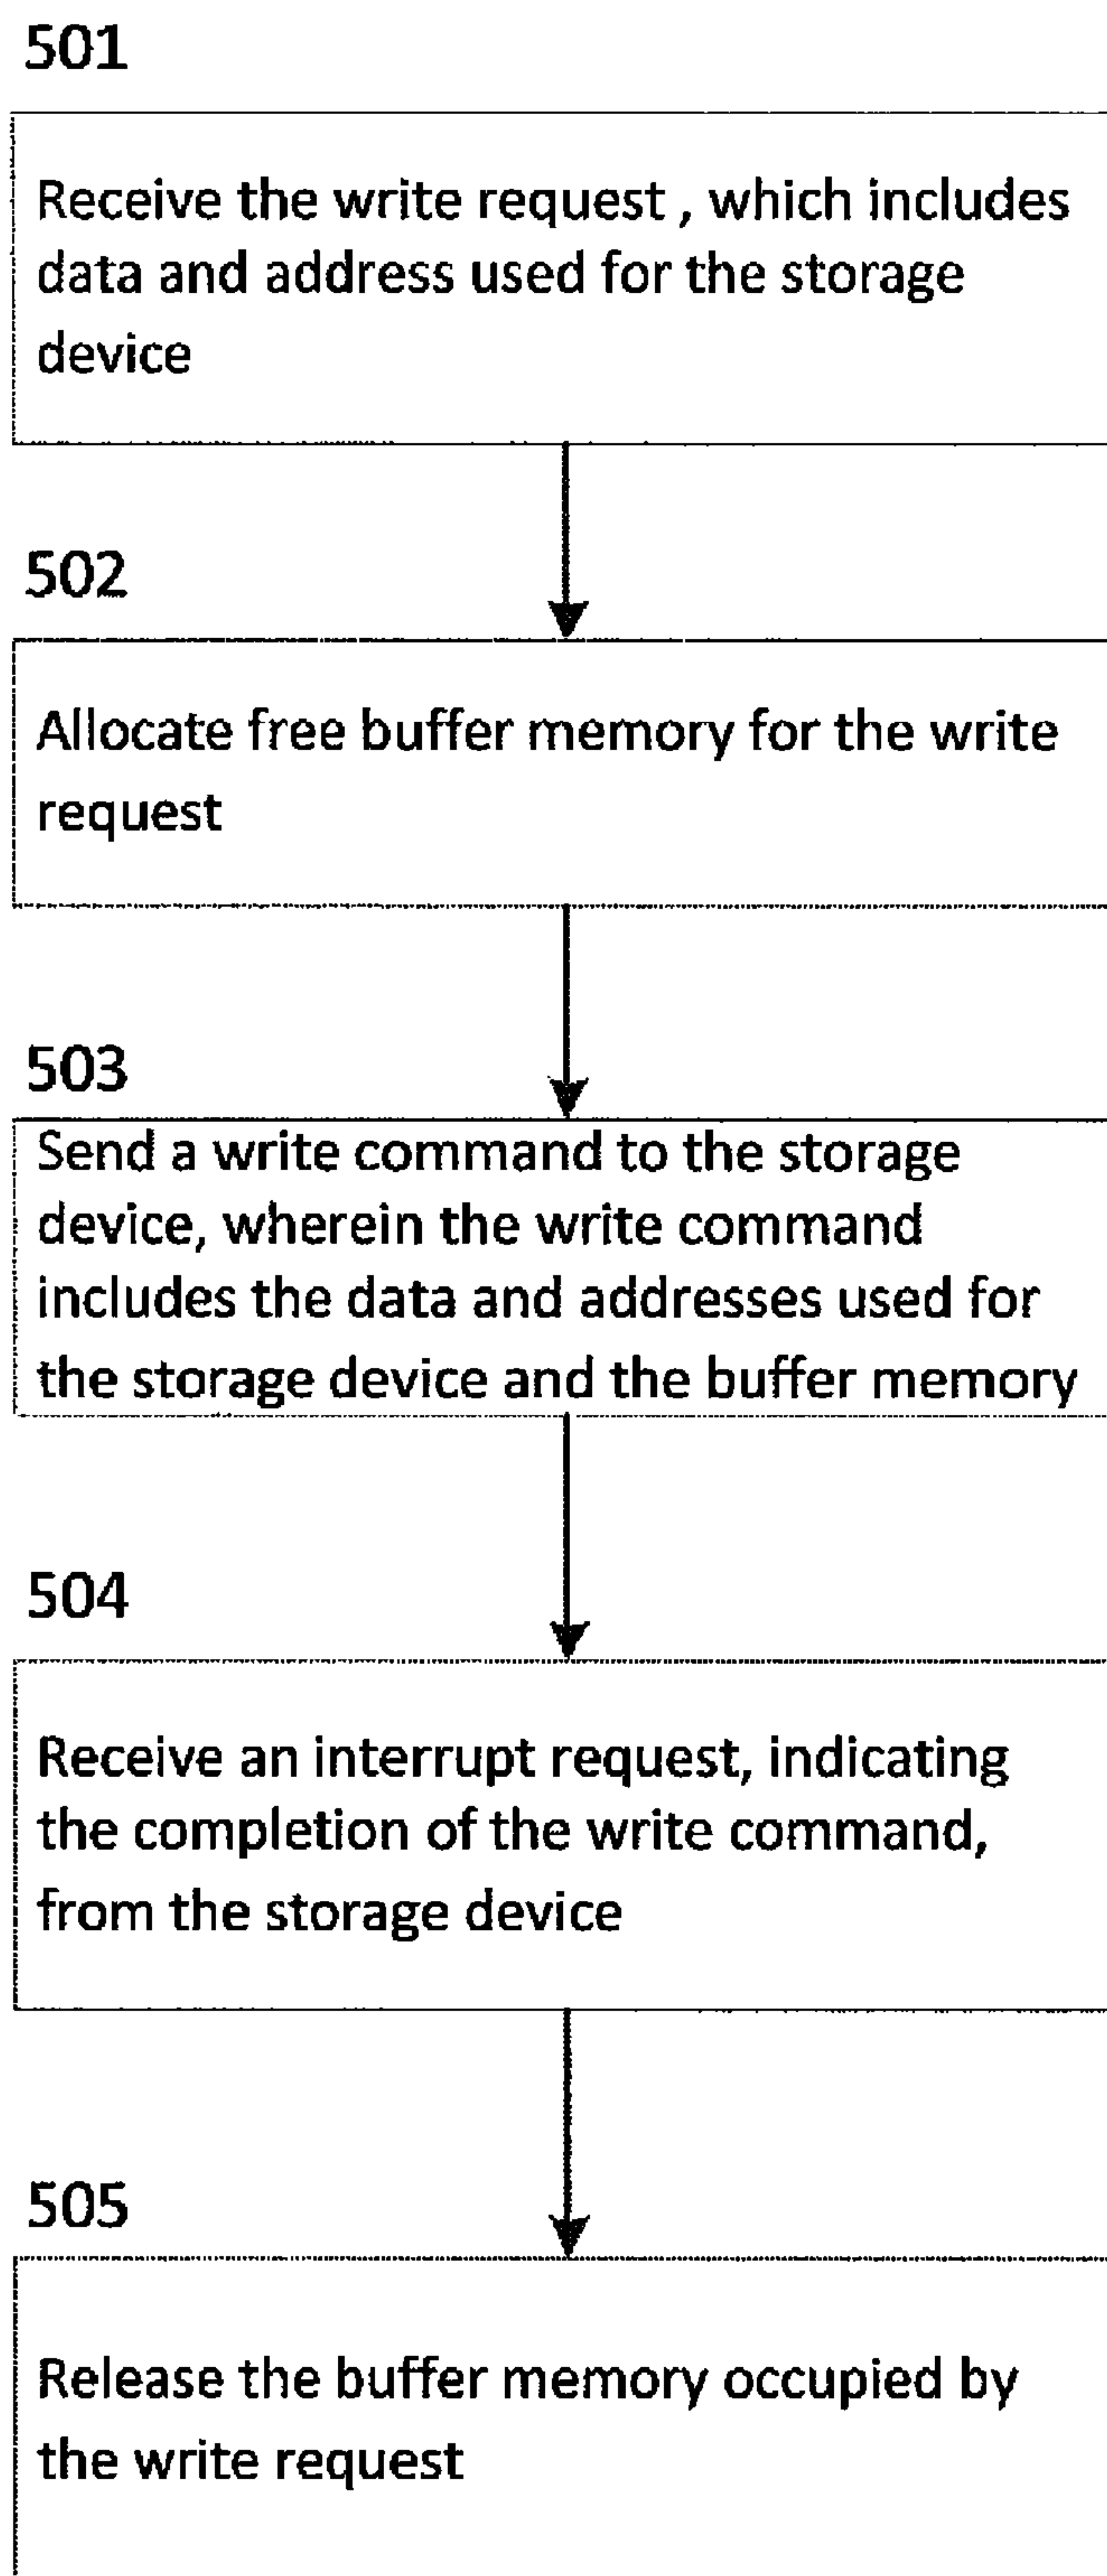 501
Receive the write request , which includes
data and address used for the storage
device
502
Allocate free buffer memory for the write
request
503
Send a write command to the storage
device, wherein the write command
includes the data and addresses used for
the storage device and the buffer memory
504
Receive an interrupt request, indicating
the completion of the write command,
from the storage device
505
Release the buffer memory occupied by
the write request